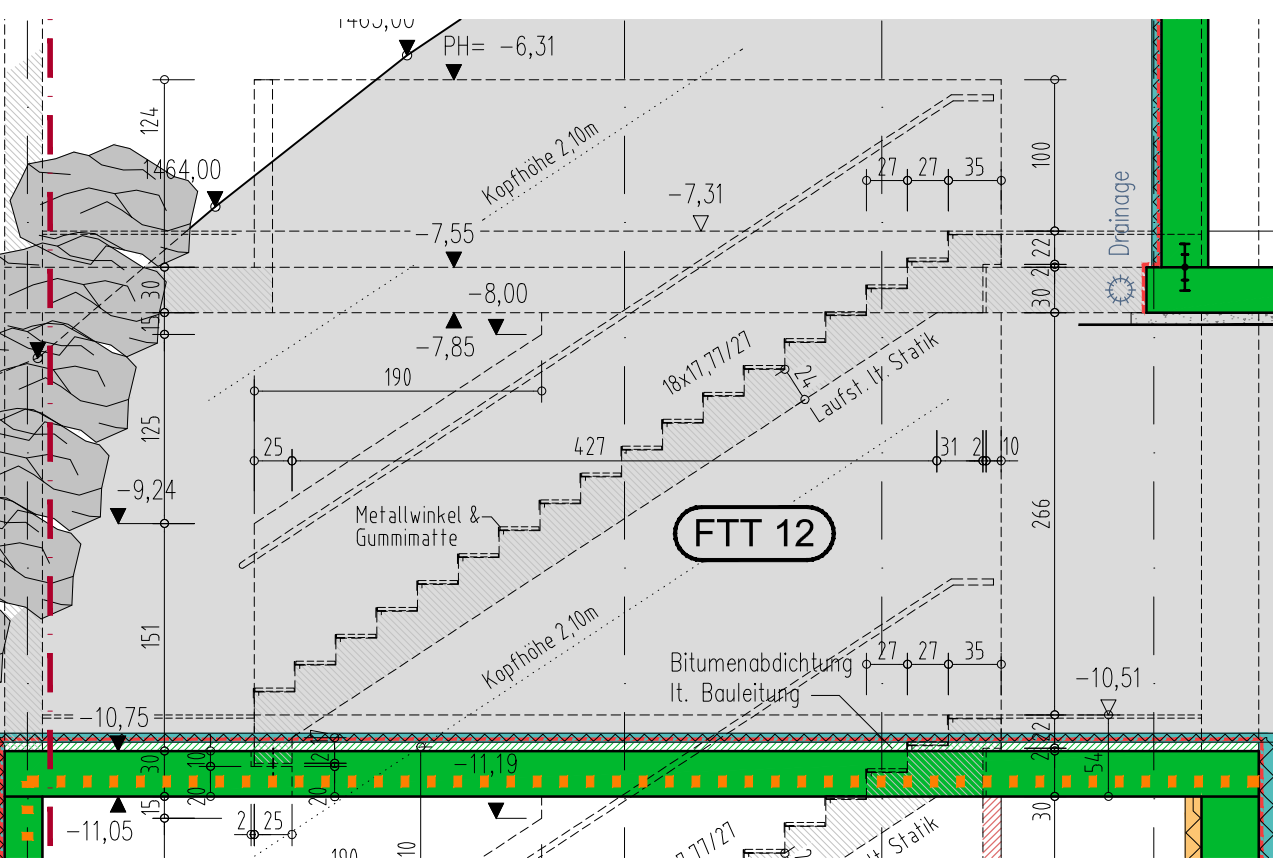 1465,00
PH= -6,31
124
1464,00
Kopfhöhe 2,10m
27 27 35
100
-7,31
Drainage
-7,55
22
2
-8,00
30
30
15
-7,85
18x17,77/27
24
Laufst. lt. Statik
190
125
25
427
31 2 10
-9,24
Metallwinkel &
Gummimatte
FTT 12
266
151
Kopfhöhe 2,10m
27 27 35
Bitumenabdichtung
lt. Bauleitung
-10,51
-10,75
22
30
10
2
-11,19
54
20
20
15
30
2 25
-11,05
190
10
7,77/27
lt. Statik